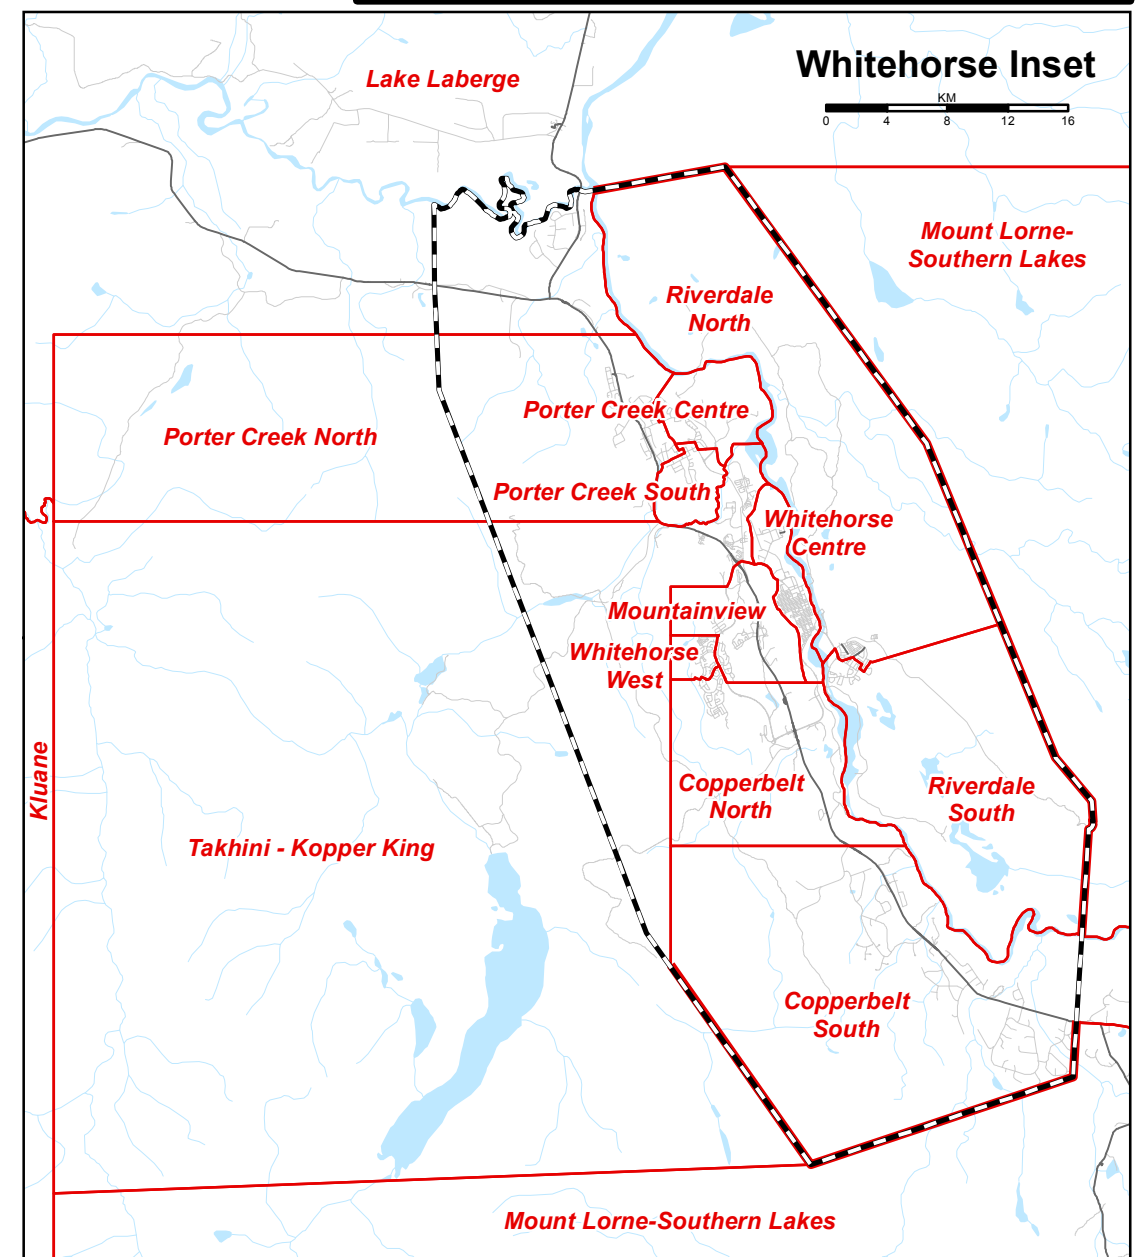 Whitehorse Inset
KM
0 4 8 12 16
Lake Laberge
Mount Lorne-
Southern Lakes
Riverdale
North
Porter Creek Centre
Porter Creek North
Porter Creek South
Whitehorse
Centre
Mountainview
Whitehorse
West
Kluane
Copperbelt
North
Riverdale
South
Takhini - Kopper King
Copperbelt
South
Mount Lorne-Southern Lakes